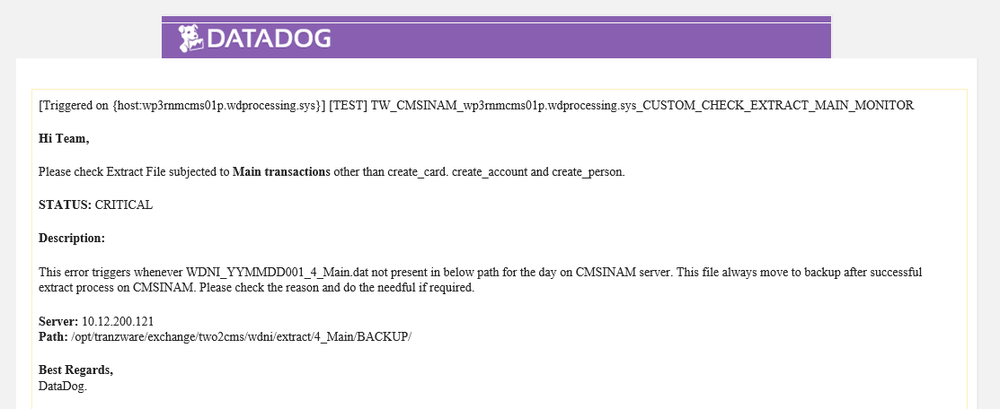 DATADOG
[Triggered on {host:wp3rnmcms01p.wdprocessing.sys}] [TEST] TW_CMSINAM_wp3rnmcms01p.wdprocessing.sys_CUSTOM_CHECK_EXTRACT_MAIN_MONITOR
Hi Team,
Please check Extract File subjected to Main transactions other than create_card. create_account and create_person.
STATUS: CRITICAL
Description:
This error triggers whenever WDNI_YYMMDD001_4_Main.dat not present in below path for the day on CMSINAM server. This file always move to backup after successful
extract process on CMSINAM. Please check the reason and do the needful if required.
Server: 10.12.200.121
Path: /opt/tranzware/exchange/two2cms/wdni/extract/4_Main/BACKUP/
Best Regards,
DataDog.